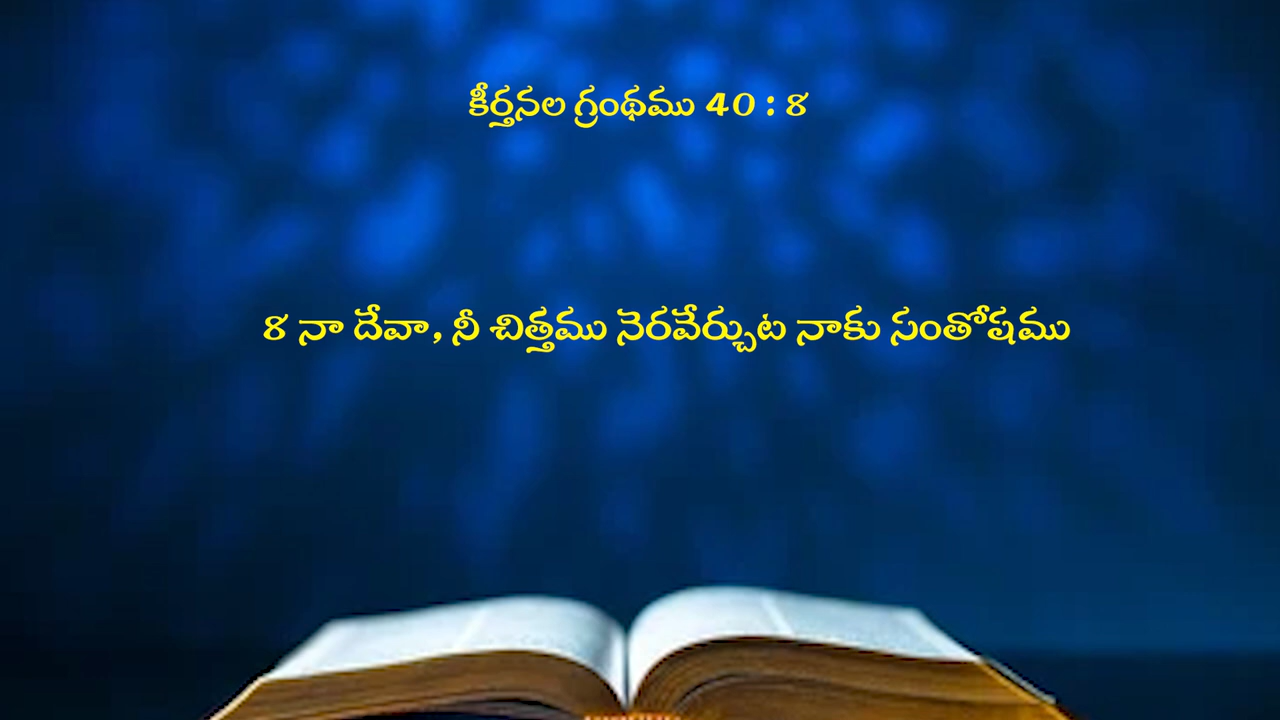 కీర్తనల గ్రంథము 40 : 8
8 నా దేవా, నీ చిత్తము నెరవేర్చుట నాకు సంతోషము